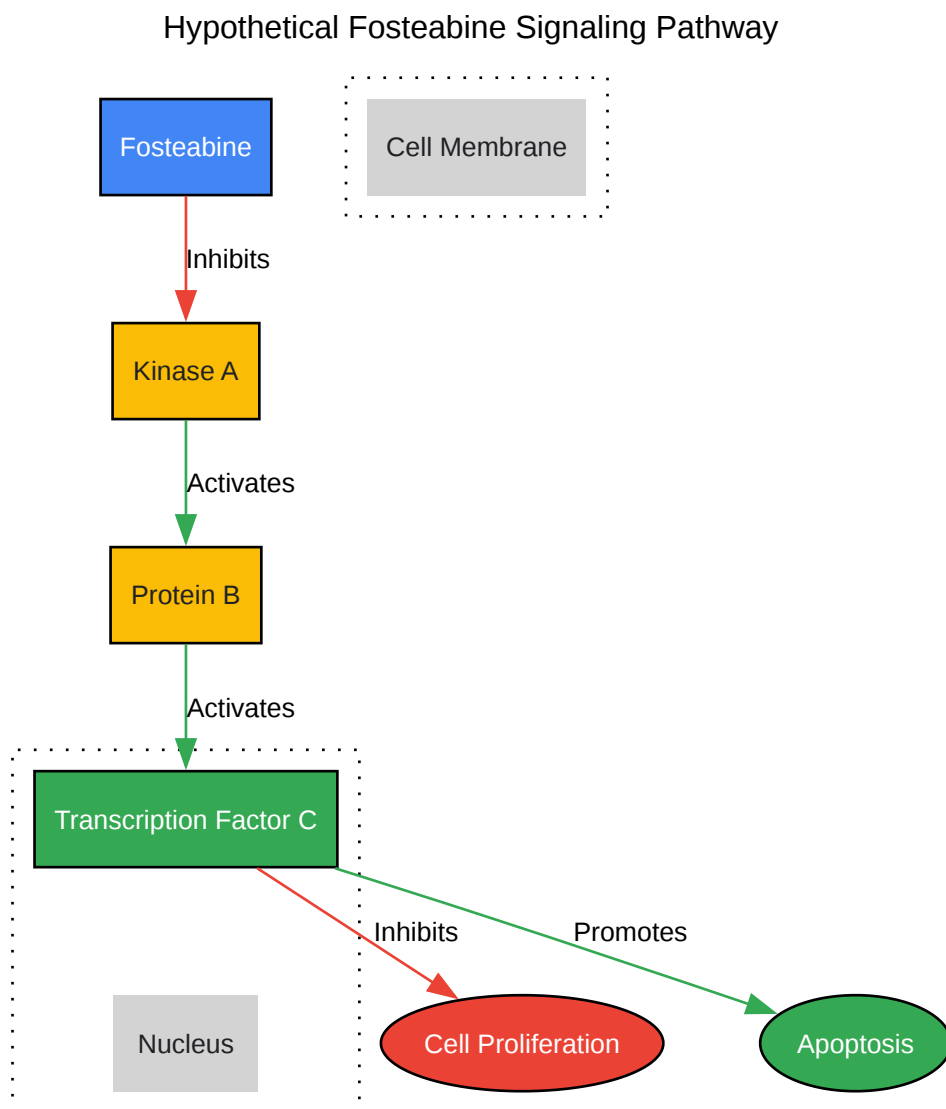 Hypothetical Fosteabine Signaling Pathway
Fosteabine
Cell Membrane
Inhibits
Kinase A
Activates
Protein B
Activates
Transcription Factor C
Inhibits
Promotes
Nucleus
Cell Proliferation
Apoptosis